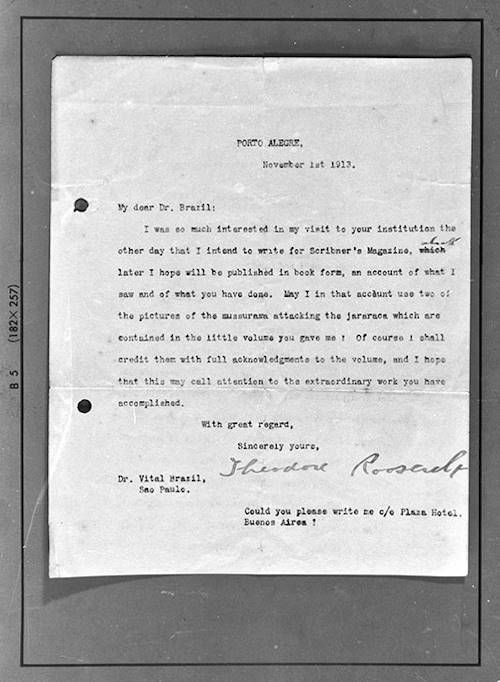 PORTO ALEGRE,
November 1st 1913.
My dear Dr. Brazil:
I was so much interested in my visit to your institution the
other day that I intend to write for Scribner's Magazine, which
later I hope will be published in book form, an account of what I
saw and of what you have done. May I in that account use two of
the pictures of the mussurama attacking the jararaca which are
contained in the little volume you gave me ? Of course I shall
credit them with full acknowledgments to the volume, and I hope
that this may call attention to the extraordinary work you have
accomplished.
With great regard,
Sincerely yours,
Theodore Roosevelt
Dr. Vital Brazil,
Sao Paulo.
Could you please write me c/o Plaza Hotel,
Buenos Aires ?
B 5 (182×257)